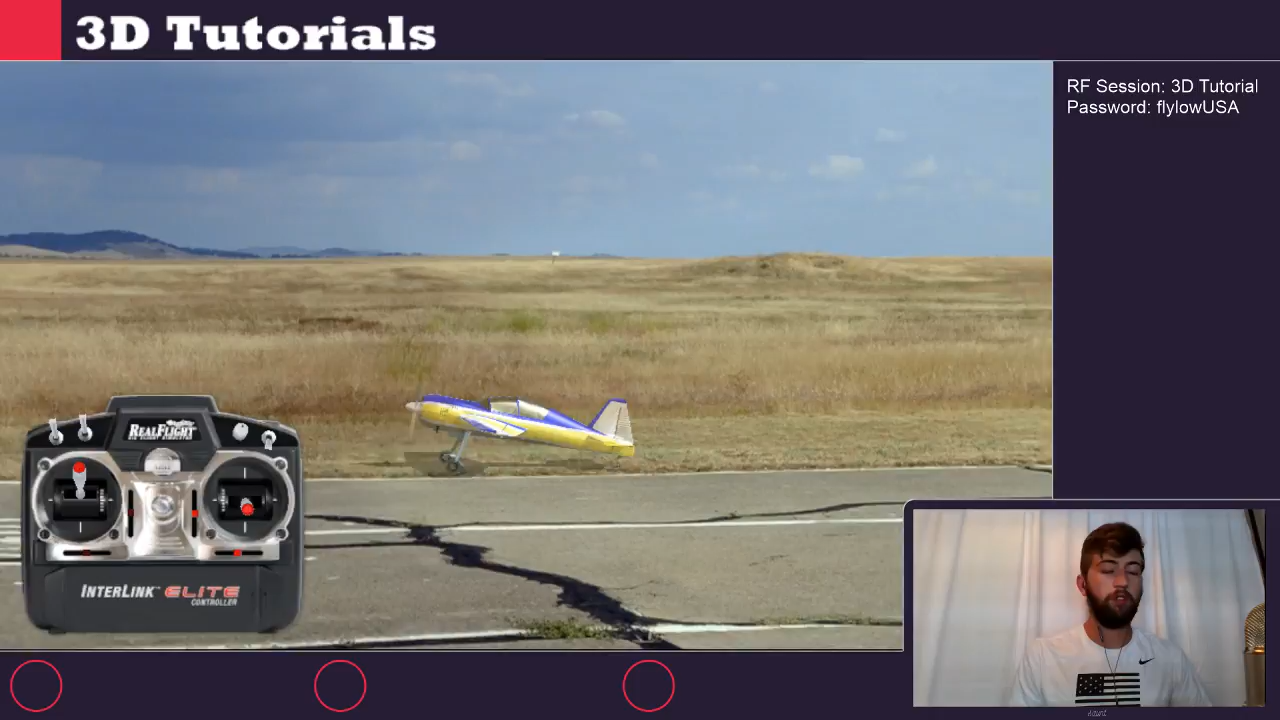 3D Tutorials
RF Session: 3D Tutorial
Password: flylowUSA
REALFLIGHT
INTERLINK ELITE
CONTROLLER